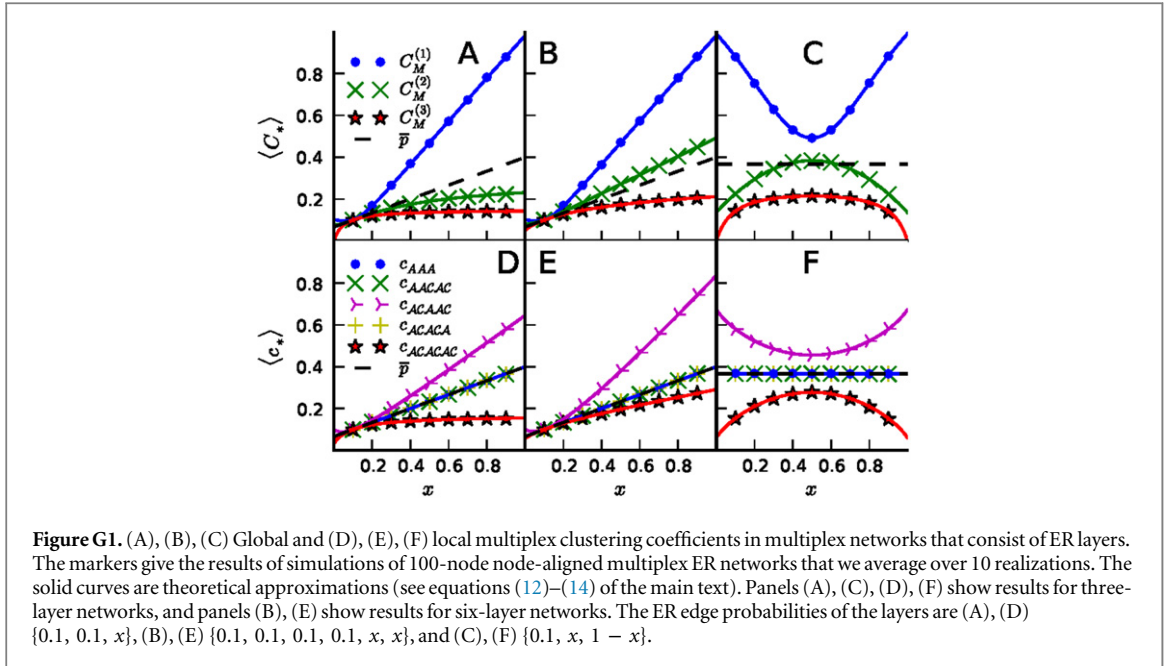 A
B
C
C_M^(1)
C_M^(2)
C_M^(3)
p̅
⟨C_*⟩
0.8
0.6
0.4
0.2
D
E
F
c_AAA
c_AACAC
c_ACAAC
c_ACACA
c_ACACAC
p̅
⟨c_*⟩
0.8
0.6
0.4
0.2
0.2 0.4 0.6 0.8
0.2 0.4 0.6 0.8
0.2 0.4 0.6 0.8
x
x
x
Figure G1. (A), (B), (C) Global and (D), (E), (F) local multiplex clustering coefficients in multiplex networks that consist of ER layers.
The markers give the results of simulations of 100-node node-aligned multiplex ER networks that we average over 10 realizations. The
solid curves are theoretical approximations (see equations (12)–(14) of the main text). Panels (A), (C), (D), (F) show results for three-
layer networks, and panels (B), (E) show results for six-layer networks. The ER edge probabilities of the layers are (A), (D)
{0.1, 0.1, x}, (B), (E) {0.1, 0.1, 0.1, 0.1, x, x}, and (C), (F) {0.1, x, 1 − x}.